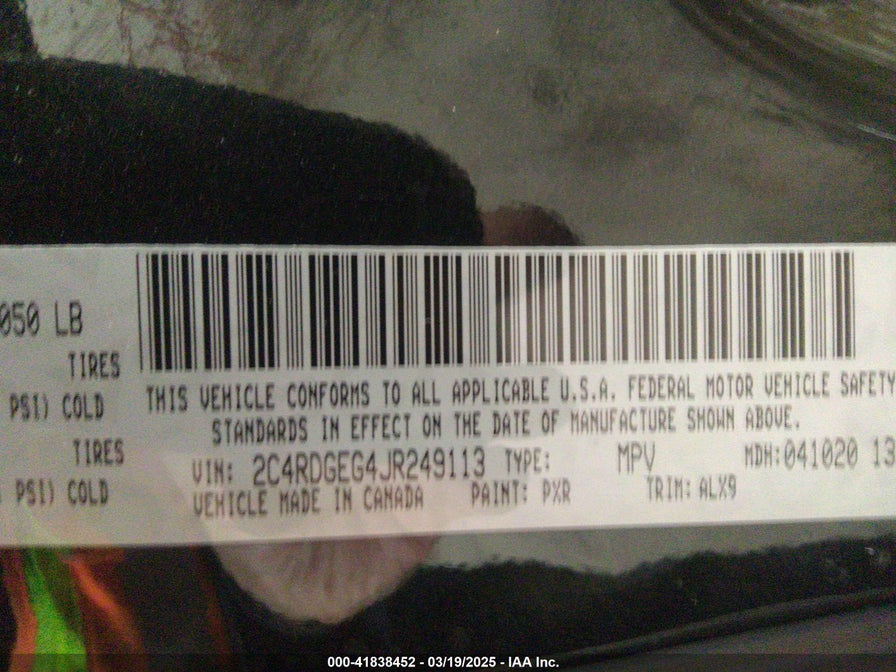 050 LB
TIRES
PSI) COLD
TIRES
PSI) COLD
THIS VEHICLE CONFORMS TO ALL APPLICABLE U.S.A. FEDERAL MOTOR VEHICLE SAFETY
STANDARDS IN EFFECT ON THE DATE OF MANUFACTURE SHOWN ABOVE.
VIN: 2C4RDGEG4JR249113 TYPE: MPV MDH:041020 13
VEHICLE MADE IN CANADA PAINT: PXR TRIM: ALX9
000-41838452 - 03/19/2025 - IAA Inc.